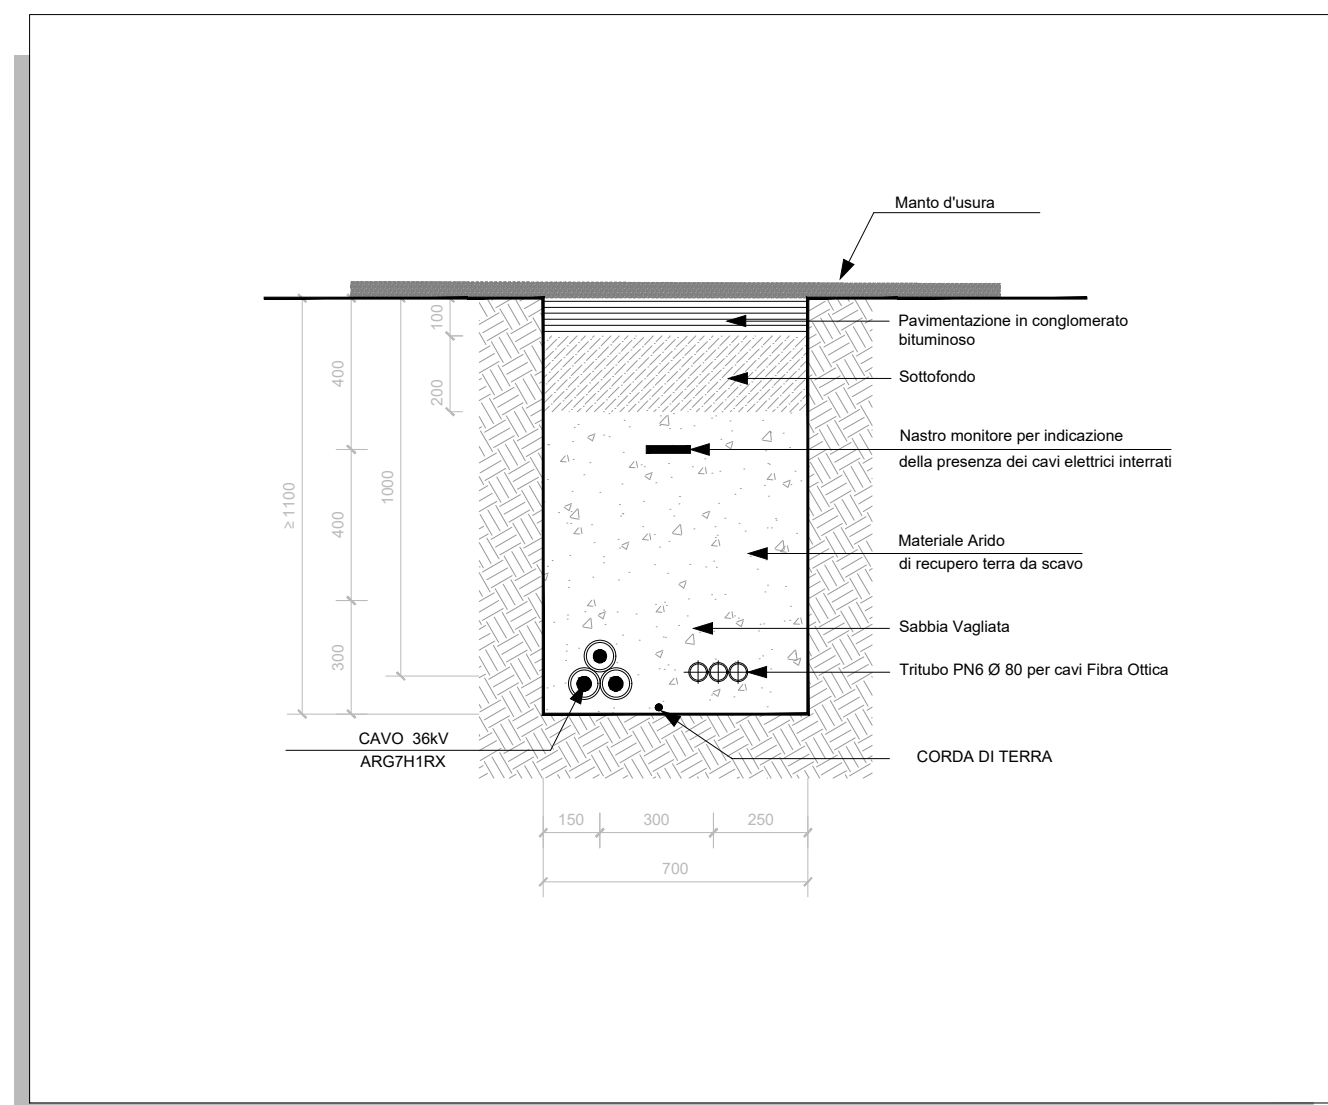 Manto d'usura
Pavimentazione in conglomerato
bituminoso
Sottofondo
Nastro monitore per indicazione
della presenza dei cavi elettrici interrati
Materiale Arido
di recupero terra da scavo
Sabbia Vagliata
Tritubo PN6 Ø 80 per cavi Fibra Ottica
CORDA DI TERRA
CAVO 36kV
ARG7H1RX
≥ 1100
400
400
300
1000
100
200
150 300 250
700